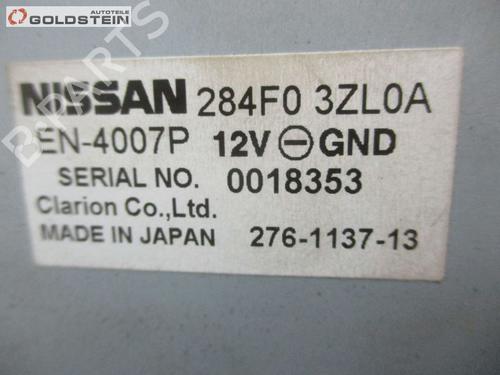 AUTOTEILE
GOLDSTEIN
B-PARTS
NISSAN 284F0 3ZL0A
EN-4007P 12V ⊖ GND
SERIAL NO. 0018353
Clarion Co.,Ltd.
MADE IN JAPAN 276-1137-13